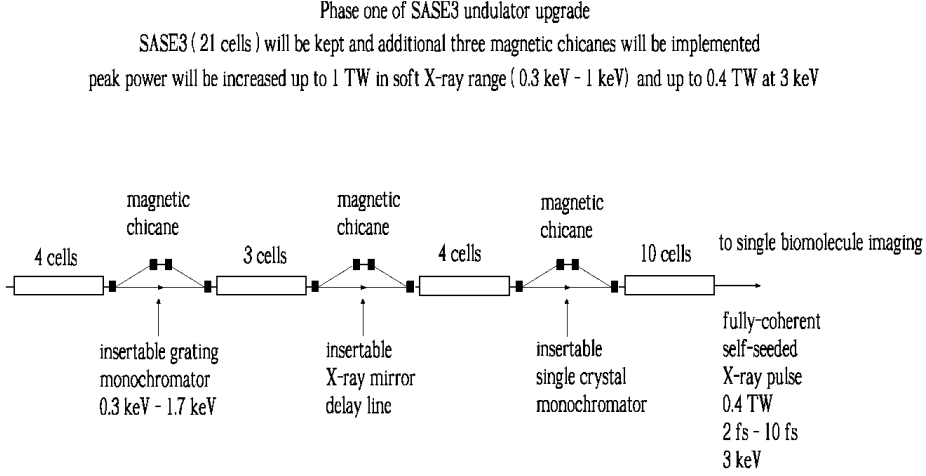 Phase one of SASE3 undulator upgrade
SASE3 ( 21 cells ) will be kept and additional three magnetic chicanes will be implemented
peak power will be increased up to 1 TW in soft X-ray range ( 0.3 keV - 1 keV) and up to 0.4 TW at 3 keV
magnetic
chicane
magnetic
chicane
magnetic
chicane
4 cells
3 cells
4 cells
10 cells
to single biomolecule imaging
insertable grating
monochromator
0.3 keV - 1.7 keV
insertable
X-ray mirror
delay line
insertable
single crystal
monochromator
fully-coherent
self-seeded
X-ray pulse
0.4 TW
2 fs - 10 fs
3 keV